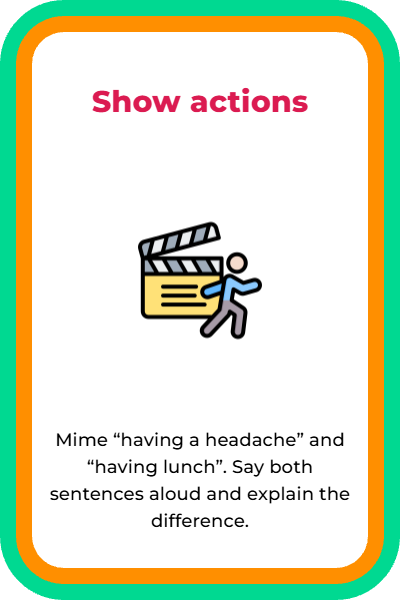 Show actions
Mime “having a headache” and
“having lunch”. Say both
sentences aloud and explain the
difference.